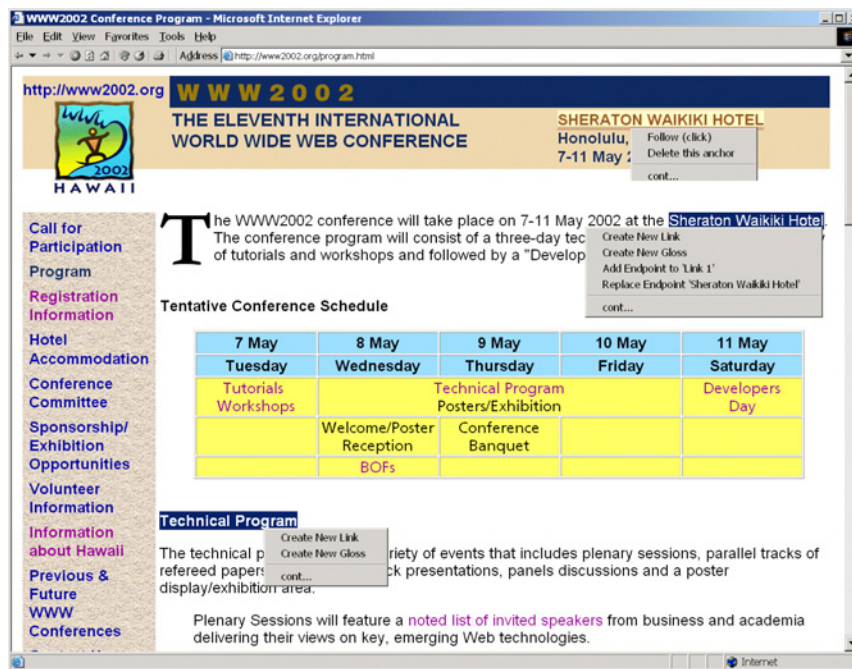 WWW2002 Conference Program - Microsoft Internet Explorer
File Edit View Favorites Tools Help
Address http://www2002.org/program.html
http://www2002.org
WWW2002
THE ELEVENTH INTERNATIONAL
WORLD WIDE WEB CONFERENCE
SHERATON WAIKIKI HOTEL
Honolulu,
7-11 May 2
Follow (click)
Delete this anchor
cont...
WWW
2002
HAWAII
Call for
Participation
Program
Registration
Information
Hotel
Accommodation
Conference
Committee
Sponsorship/
Exhibition
Opportunities
Volunteer
Information
Information
about Hawaii
Previous &
Future
WWW
Conferences
The WWW2002 conference will take place on 7-11 May 2002 at the Sheraton Waikiki Hotel.
The conference program will consist of a three-day tec
of tutorials and workshops and followed by a "Develop
Create New Link
Create New Gloss
Add Endpoint to 'Link 1'
Replace Endpoint 'Sheraton Waikiki Hotel'
cont...
Tentative Conference Schedule
7 May 8 May 9 May 10 May 11 May
Tuesday Wednesday Thursday Friday Saturday
Tutorials
Workshops
Technical Program
Posters/Exhibition
Developers
Day
Welcome/Poster
Reception
Conference
Banquet
BOFs
Technical Program
Create New Link
Create New Gloss
cont...
The technical p riety of events that includes plenary sessions, parallel tracks of
refereed papers ck presentations, panels discussions and a poster
display/exhibition area.
Plenary Sessions will feature a noted list of invited speakers from business and academia
delivering their views on key, emerging Web technologies.
Internet